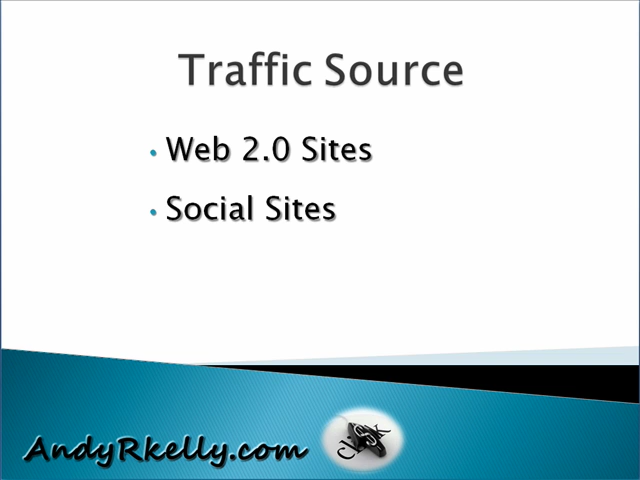 Traffic Source
• Web 2.0 Sites
• Social Sites
AndyRkelly.com